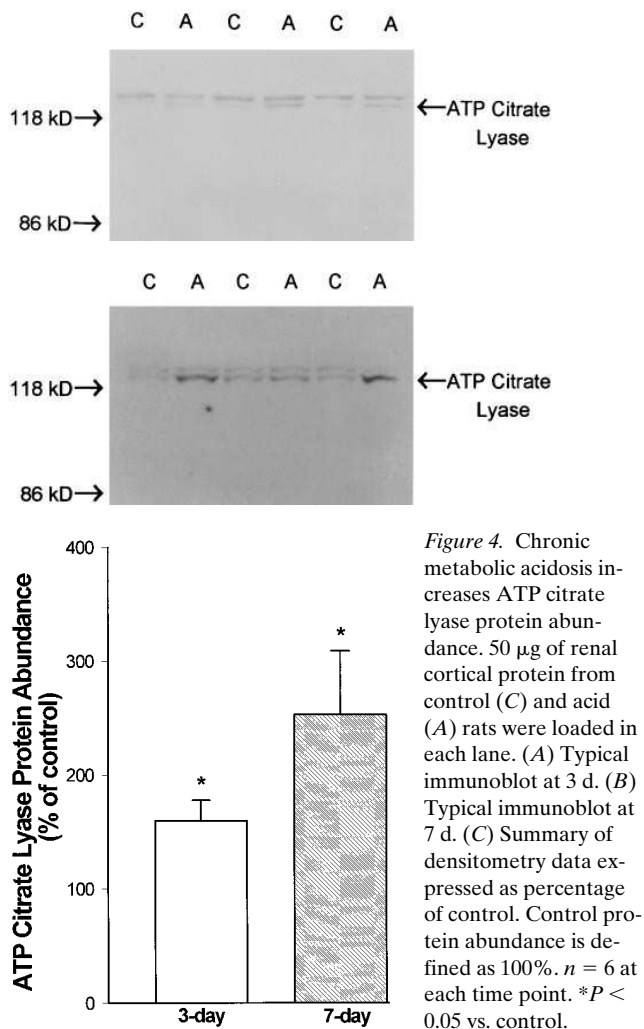 C A C A C A
118 kD→ ←ATP Citrate
Lyase
86 kD→
C A C A C A
118 kD→ ←ATP Citrate
Lyase
86 kD→
ATP Citrate Lyase Protein Abundance
(% of control)
400
300
200
100
0
*
*
3-day 7-day
Figure 4. Chronic
metabolic acidosis in-
creases ATP citrate
lyase protein abun-
dance. 50 μg of renal
cortical protein from
control (C) and acid
(A) rats were loaded in
each lane. (A) Typical
immunoblot at 3 d. (B)
Typical immunoblot at
7 d. (C) Summary of
densitometry data ex-
pressed as percentage
of control. Control pro-
tein abundance is de-
fined as 100%. n = 6 at
each time point. *P <
0.05 vs. control.